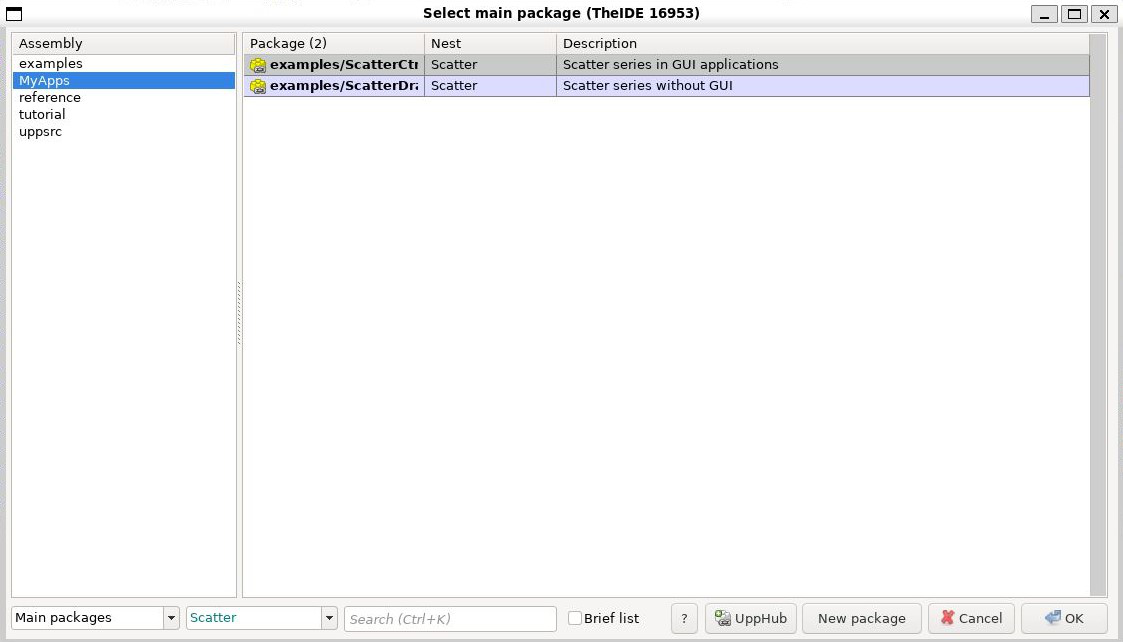 Select main package (TheIDE 16953)
Assembly
examples
MyApps
reference
tutorial
uppsrc
Package (2) Nest Description
examples/ScatterCtr Scatter Scatter series in GUI applications
examples/ScatterDra Scatter Scatter series without GUI
Main packages Scatter Search (Ctrl+K) Brief list ? UppHub New package Cancel OK